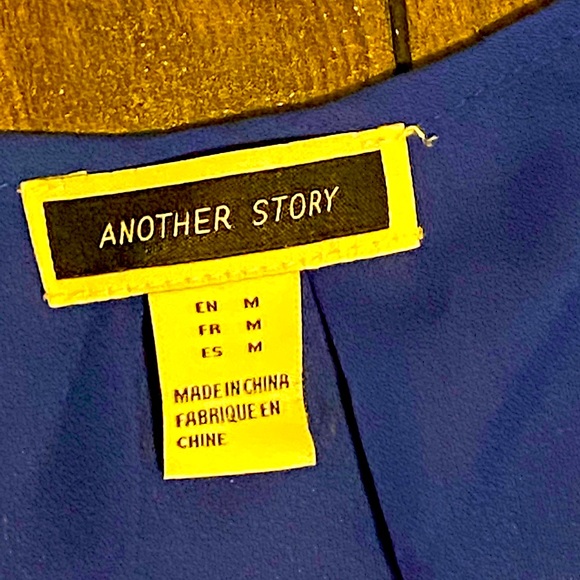 ANOTHER STORY
EN M
FR M
ES M
MADE IN CHINA
FABRIQUE EN
CHINE